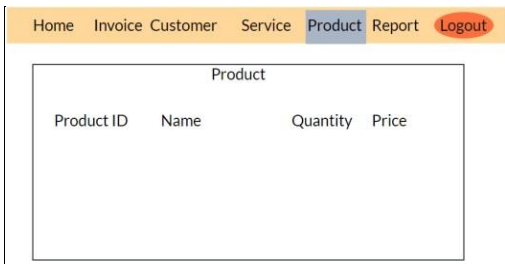 Home Invoice Customer Service Product Report Logout
Product
Product ID Name Quantity Price